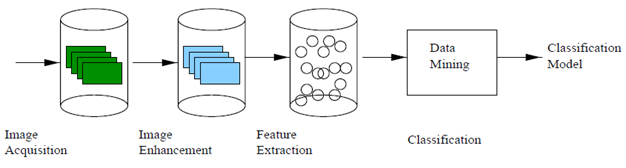 Data
Mining
Classification
Model
Image
Acquisition
Image
Enhancement
Feature
Extraction
Classification